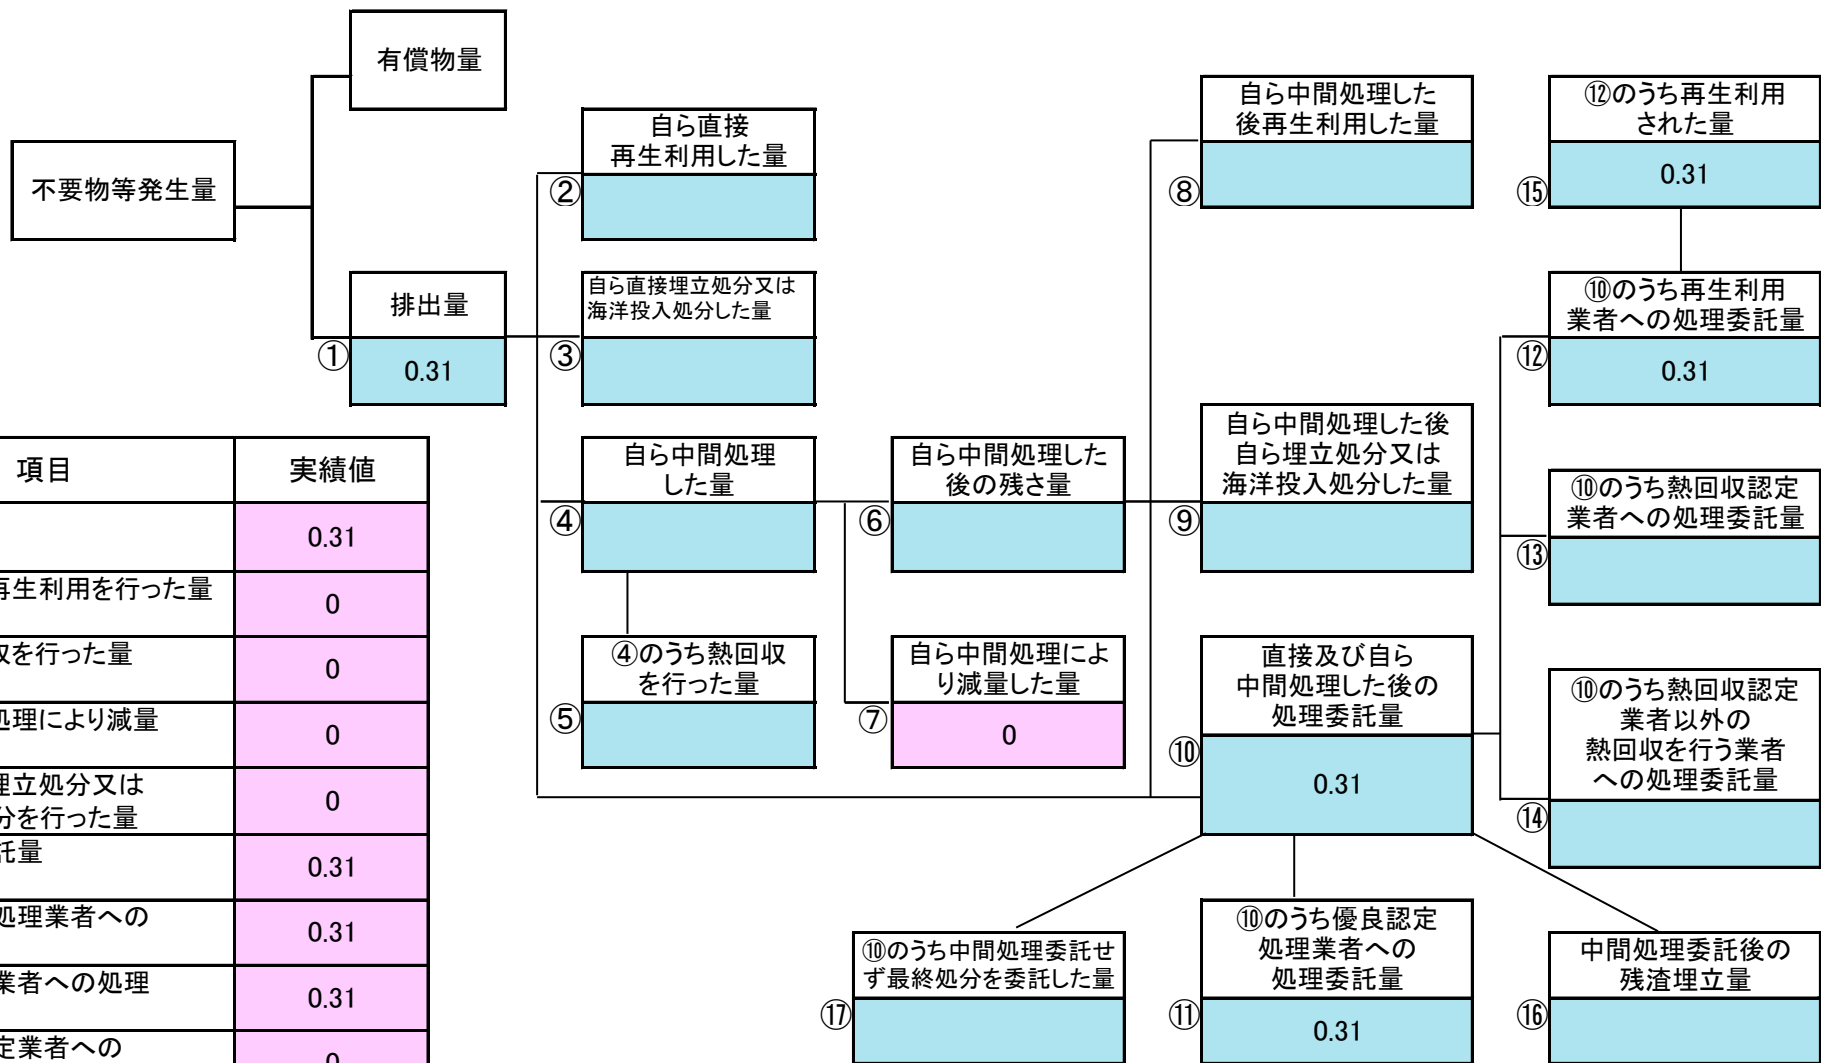 有償物量
不要物等発生量
排出量
①
0.31
自ら直接
再生利用した量
②
自ら直接埋立処分又は
海洋投入処分した量
③
自ら中間処理
した量
④
④のうち熱回収
を行った量
⑤
自ら中間処理した
後の残さ量
⑥
自ら中間処理によ
り減量した量
⑦
0
自ら中間処理した
後再生利用した量
⑧
自ら中間処理した後
自ら埋立処分又は
海洋投入処分した量
⑨
直接及び自ら
中間処理した後の
処理委託量
⑩
0.31
⑫のうち再生利用
された量
⑮
0.31
⑩のうち再生利用
業者への処理委託量
⑫
0.31
⑩のうち熱回収認定
業者への処理委託量
⑬
⑩のうち熱回収認定
業者以外の
熱回収を行う業者
への処理委託量
⑭
⑩のうち中間処理委託せ
ず最終処分を委託した量
⑰
⑩のうち優良認定
処理業者への
処理委託量
⑪
0.31
中間処理委託後の
残渣埋立量
⑯
項目 実績値
0.31
再生利用を行った量
0
を行った量
0
処理により減量
0
埋立処分又は
分を行った量
0
託量
0.31
処理業者への
0.31
業者への処理
0.31
定業者への